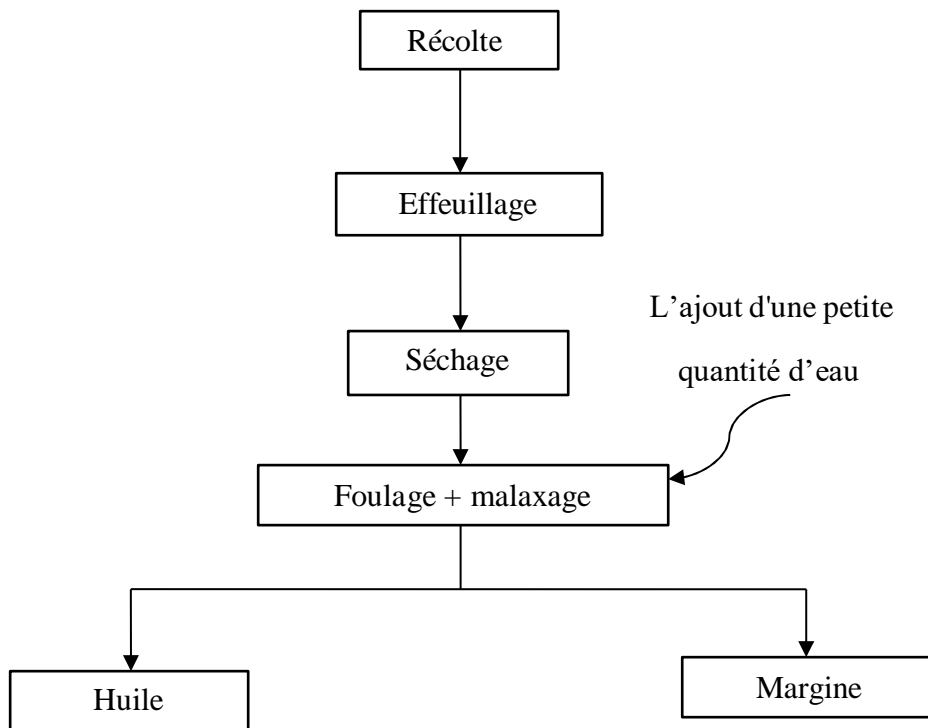 Récolte
Effeuillage
L’ajout d'une petite
quantité d’eau
Séchage
Foulage + malaxage
Huile
Margine